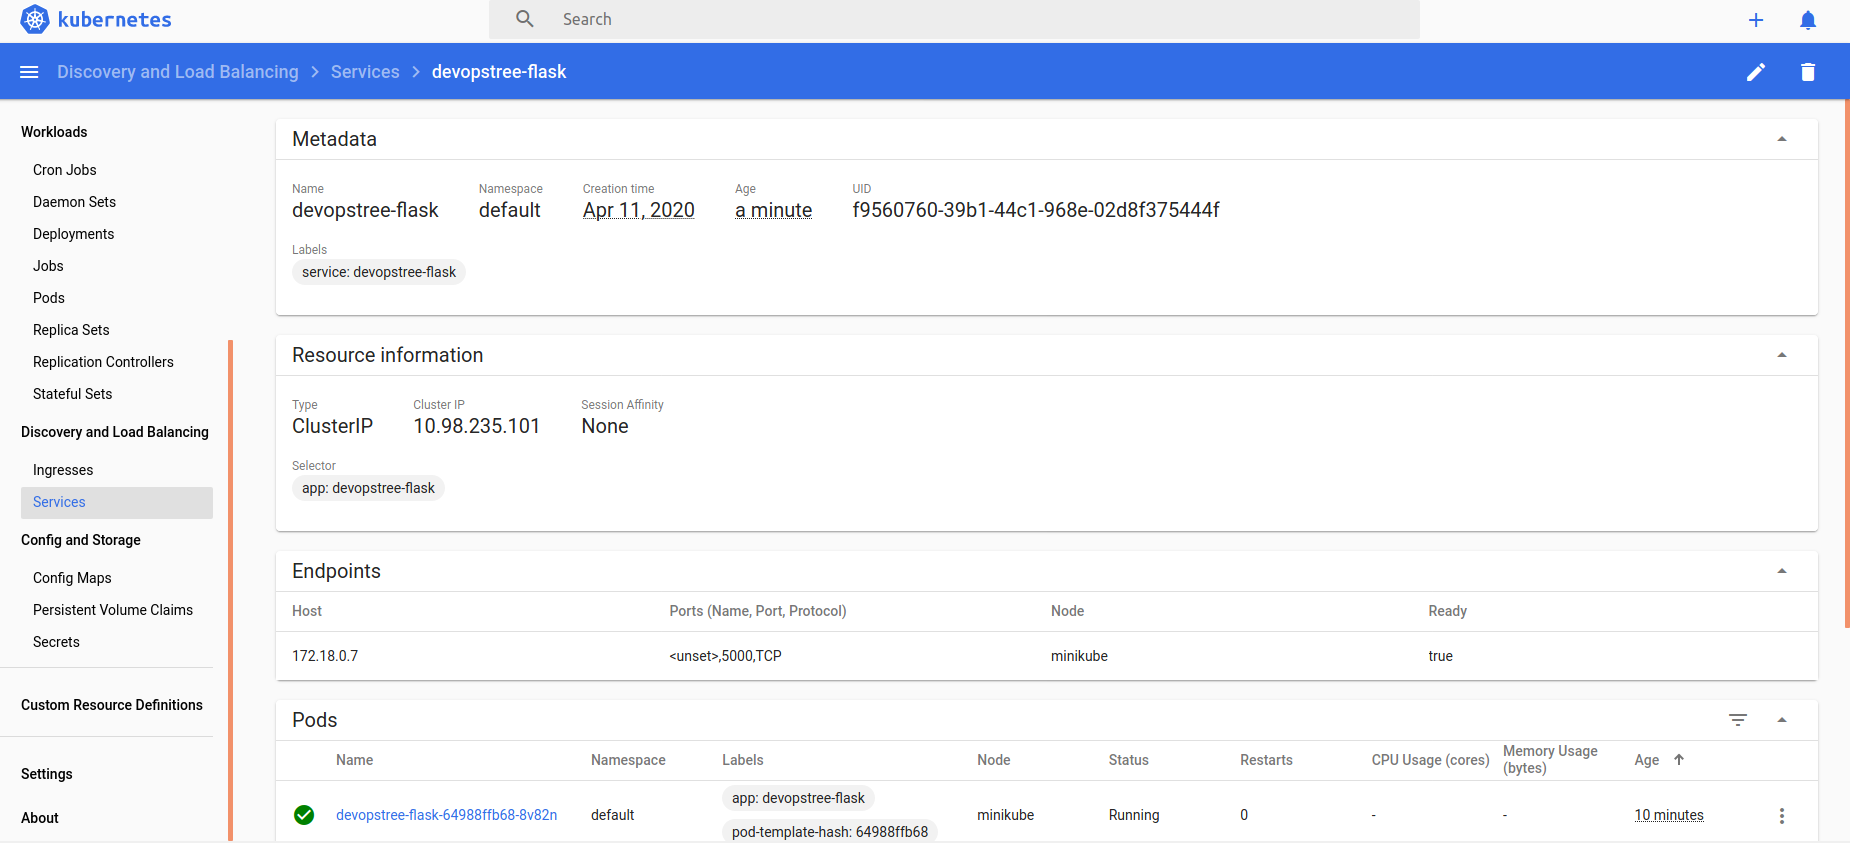 kubernetes
Search
Discovery and Load Balancing > Services > devopstree-flask
Workloads
Cron Jobs
Daemon Sets
Deployments
Jobs
Pods
Replica Sets
Replication Controllers
Stateful Sets
Discovery and Load Balancing
Ingresses
Services
Config and Storage
Config Maps
Persistent Volume Claims
Secrets
Custom Resource Definitions
Settings
About
Metadata
Name Namespace Creation time Age UID
devopstree-flask default Apr 11, 2020 a minute f9560760-39b1-44c1-968e-02d8f375444f
Labels
service: devopstree-flask
Resource information
Type Cluster IP Session Affinity
ClusterIP 10.98.235.101 None
Selector
app: devopstree-flask
Endpoints
Host Ports (Name, Port, Protocol) Node Ready
172.18.0.7 <unset>,5000,TCP minikube true
Pods
Name Namespace Labels Node Status Restarts CPU Usage (cores) Memory Usage (bytes) Age
devopstree-flask-64988ffb68-8v82n default app: devopstree-flask minikube Running 0 - - 10 minutes
pod-template-hash: 64988ffb68